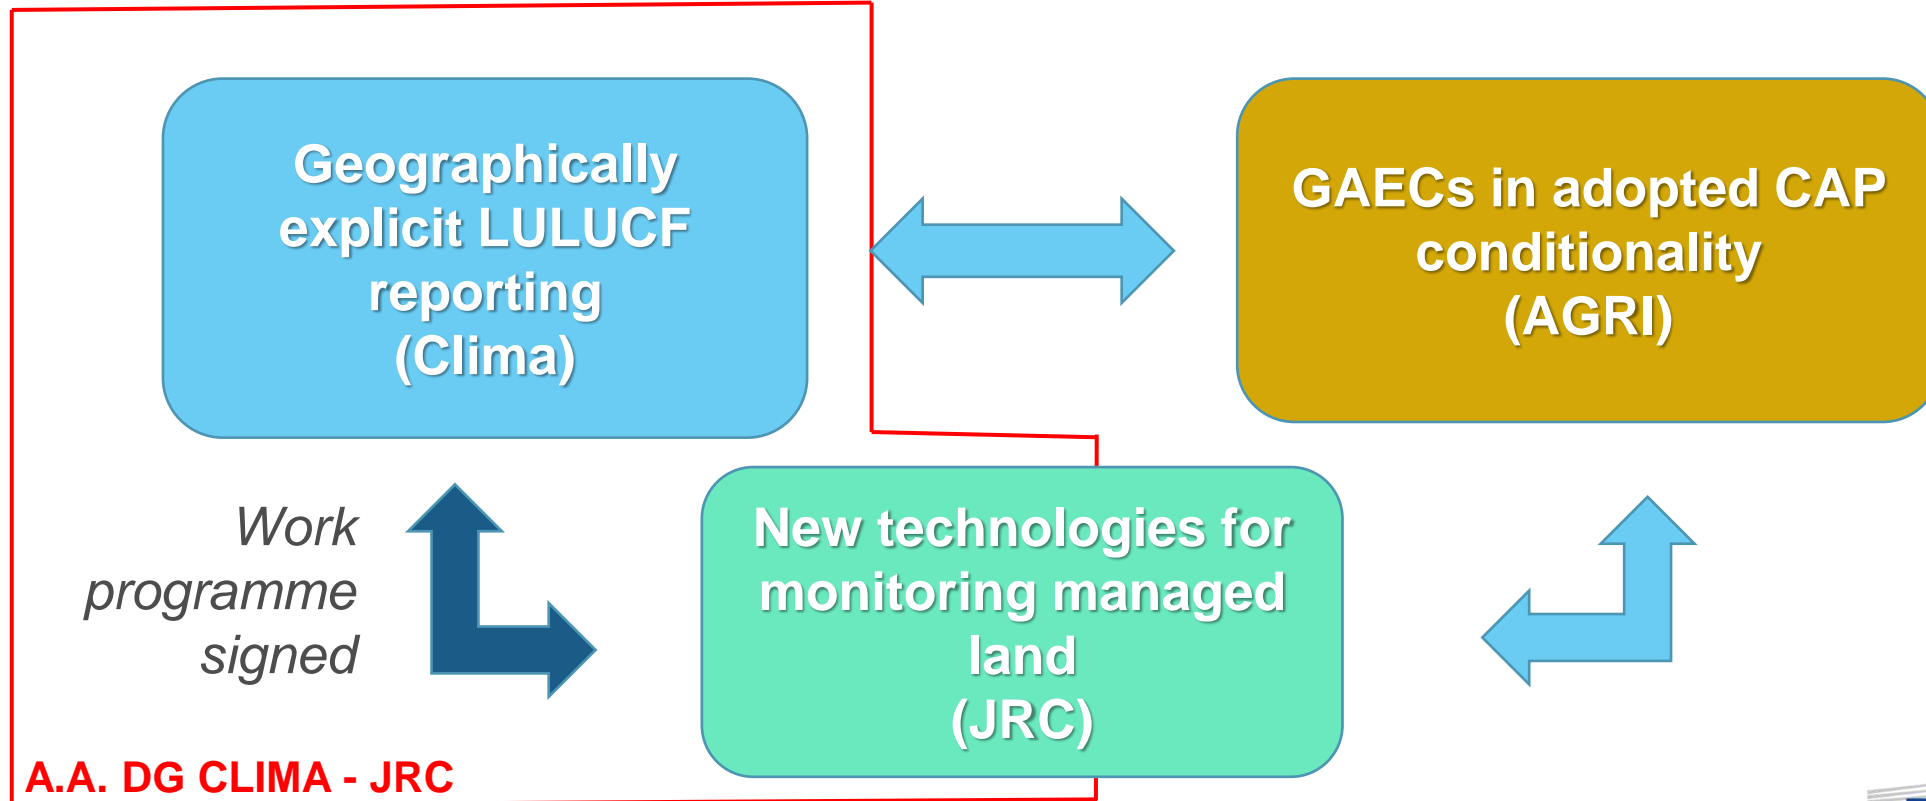 Geographically
explicit LULUCF
reporting
(Clima)
GAECs in adopted CAP
conditionality
(AGRI)
Work
programme
signed
New technologies for
monitoring managed
land
(JRC)
A.A. DG CLIMA - JRC